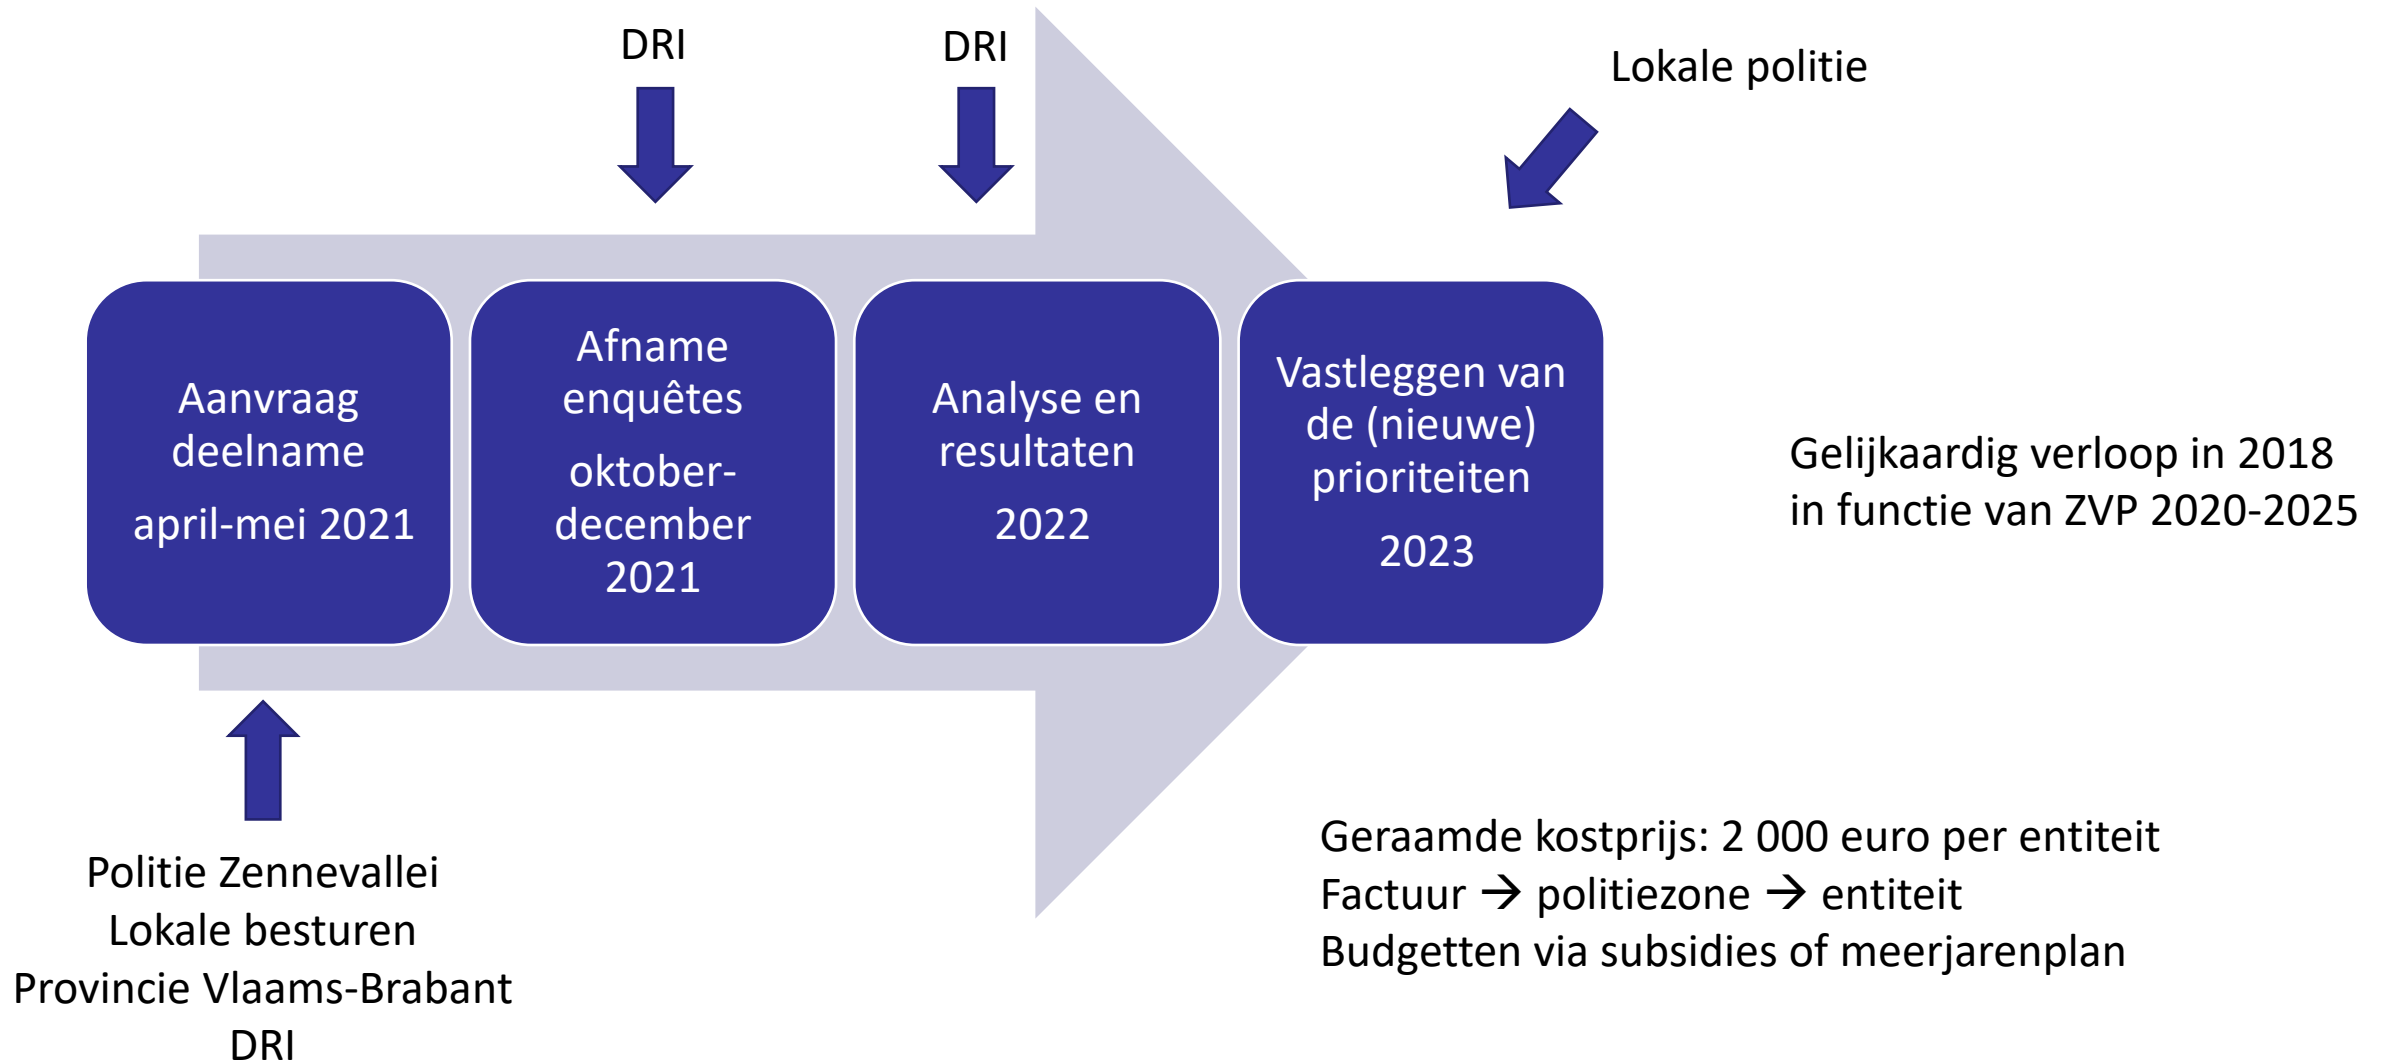 DRI
DRI
Lokale politie
Aanvraag
deelname
april-mei 2021
Afname
enquêtes
oktober-
december
2021
Analyse en
resultaten
2022
Vastleggen van
de (nieuwe)
prioriteiten
2023
Gelijkaardig verloop in 2018
in functie van ZVP 2020-2025
Politie Zennevallei
Lokale besturen
Provincie Vlaams-Brabant
DRI
Geraamde kostprijs: 2 000 euro per entiteit
Factuur → politiezone → entiteit
Budgetten via subsidies of meerjarenplan